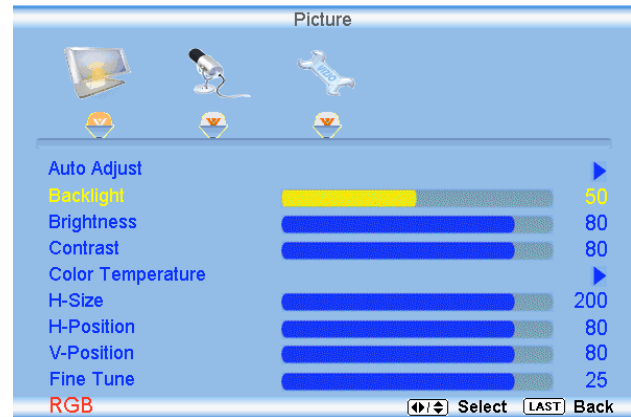 Picture
VIZIO
Auto Adjust
Backlight 50
Brightness 80
Contrast 80
Color Temperature
H-Size 200
H-Position 80
V-Position 80
Fine Tune 25
RGB Select LAST Back